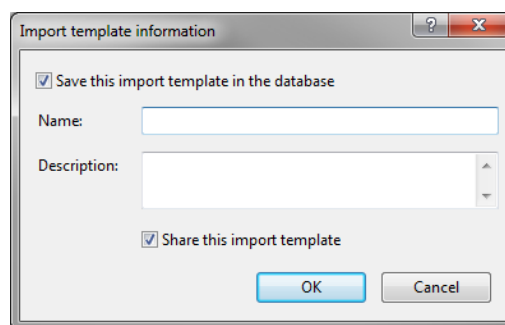 Import template information
Save this import template in the database
Name:
Description:
Share this import template
OK Cancel